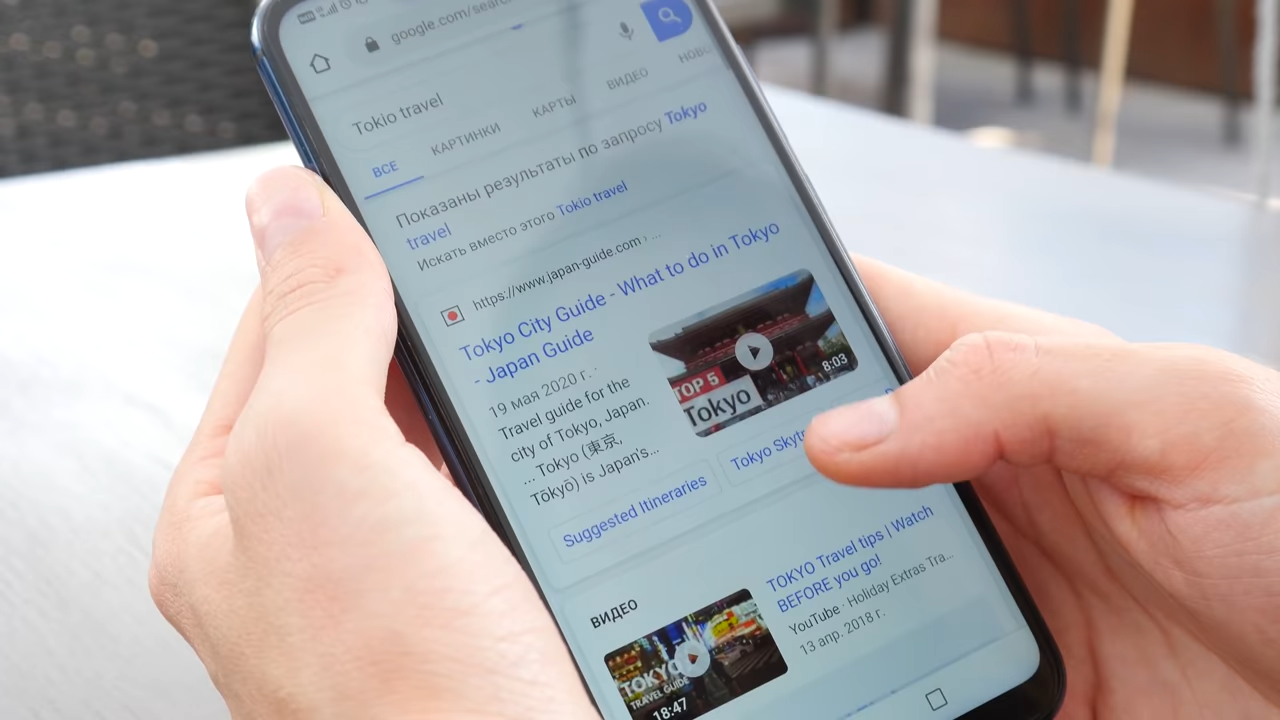 google.com/search
Tokio travel
ВСЕ
КАРТИНКИ
КАРТЫ
ВИДЕО
Показаны результаты по запросу Tokyo
travel
Искать вместо этого Tokio travel
https://www.japan-guide.com › ...
Tokyo City Guide - What to do in Tokyo
- Japan Guide
19 мая 2020 г. ·
Travel guide for the
city of Tokyo, Japan.
... Tokyo (東京,
Tōkyō) is Japan's...
TOP 5
Tokyo
8:03
Suggested Itineraries
Tokyo Skytr
ВИДЕО
TOKYO
TRAVEL GUIDE
18:47
TOKYO Travel tips | Watch
BEFORE you go!
YouTube · Holiday Extras Tra...
13 апр. 2018 г.